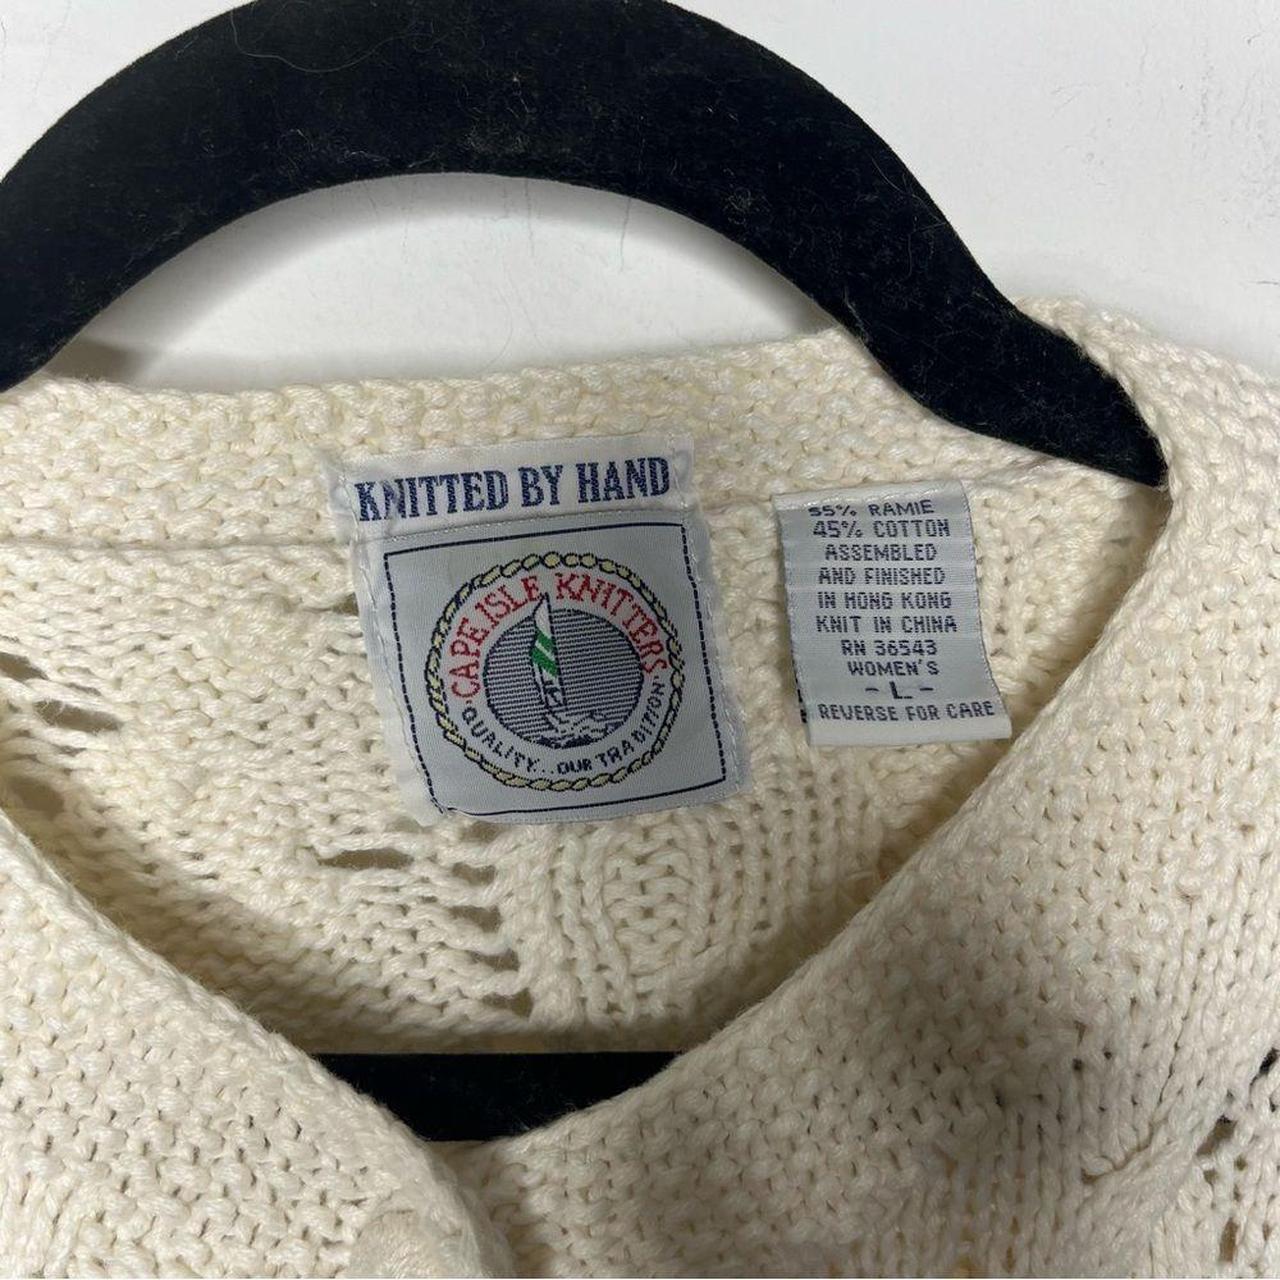 KNITTED BY HAND
CAPE ISLE KNITTERS
QUALITY...OUR TRADITION
55% RAMIE
45% COTTON
ASSEMBLED
AND FINISHED
IN HONG KONG
KNIT IN CHINA
RN 36543
WOMEN'S
- L -
REVERSE FOR CARE